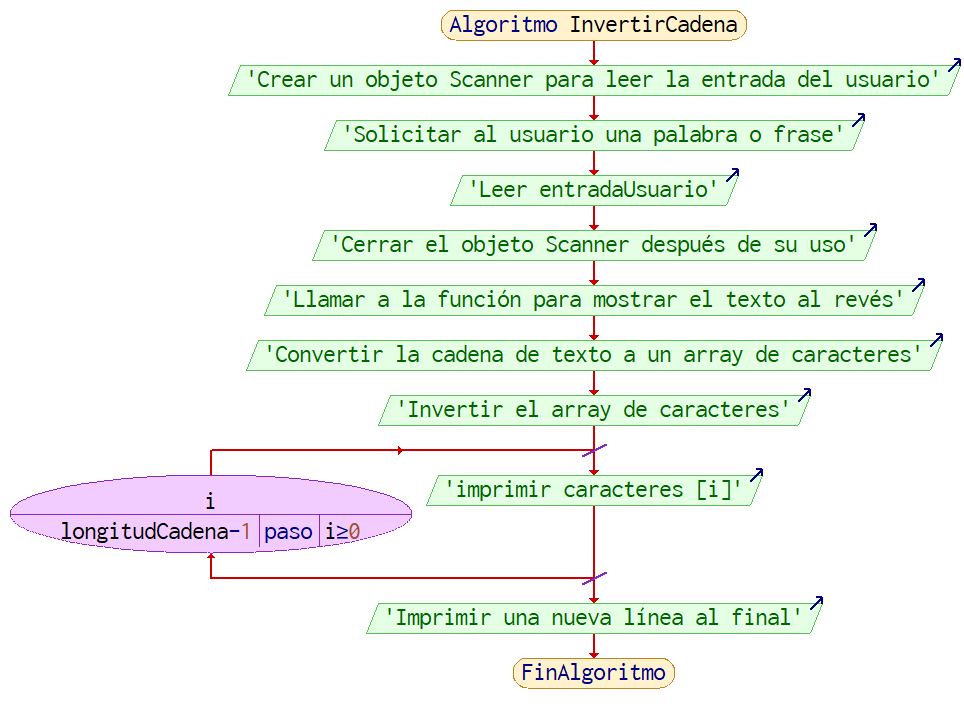 Algoritmo InvertirCadena
'Crear un objeto Scanner para leer la entrada del usuario'
'Solicitar al usuario una palabra o frase'
'Leer entradaUsuario'
'Cerrar el objeto Scanner después de su uso'
'Llamar a la función para mostrar el texto al revés'
'Convertir la cadena de texto a un array de caracteres'
'Invertir el array de caracteres'
i
longitudCadena-1 paso i≥0
'imprimir caracteres [i]'
'Imprimir una nueva línea al final'
FinAlgoritmo